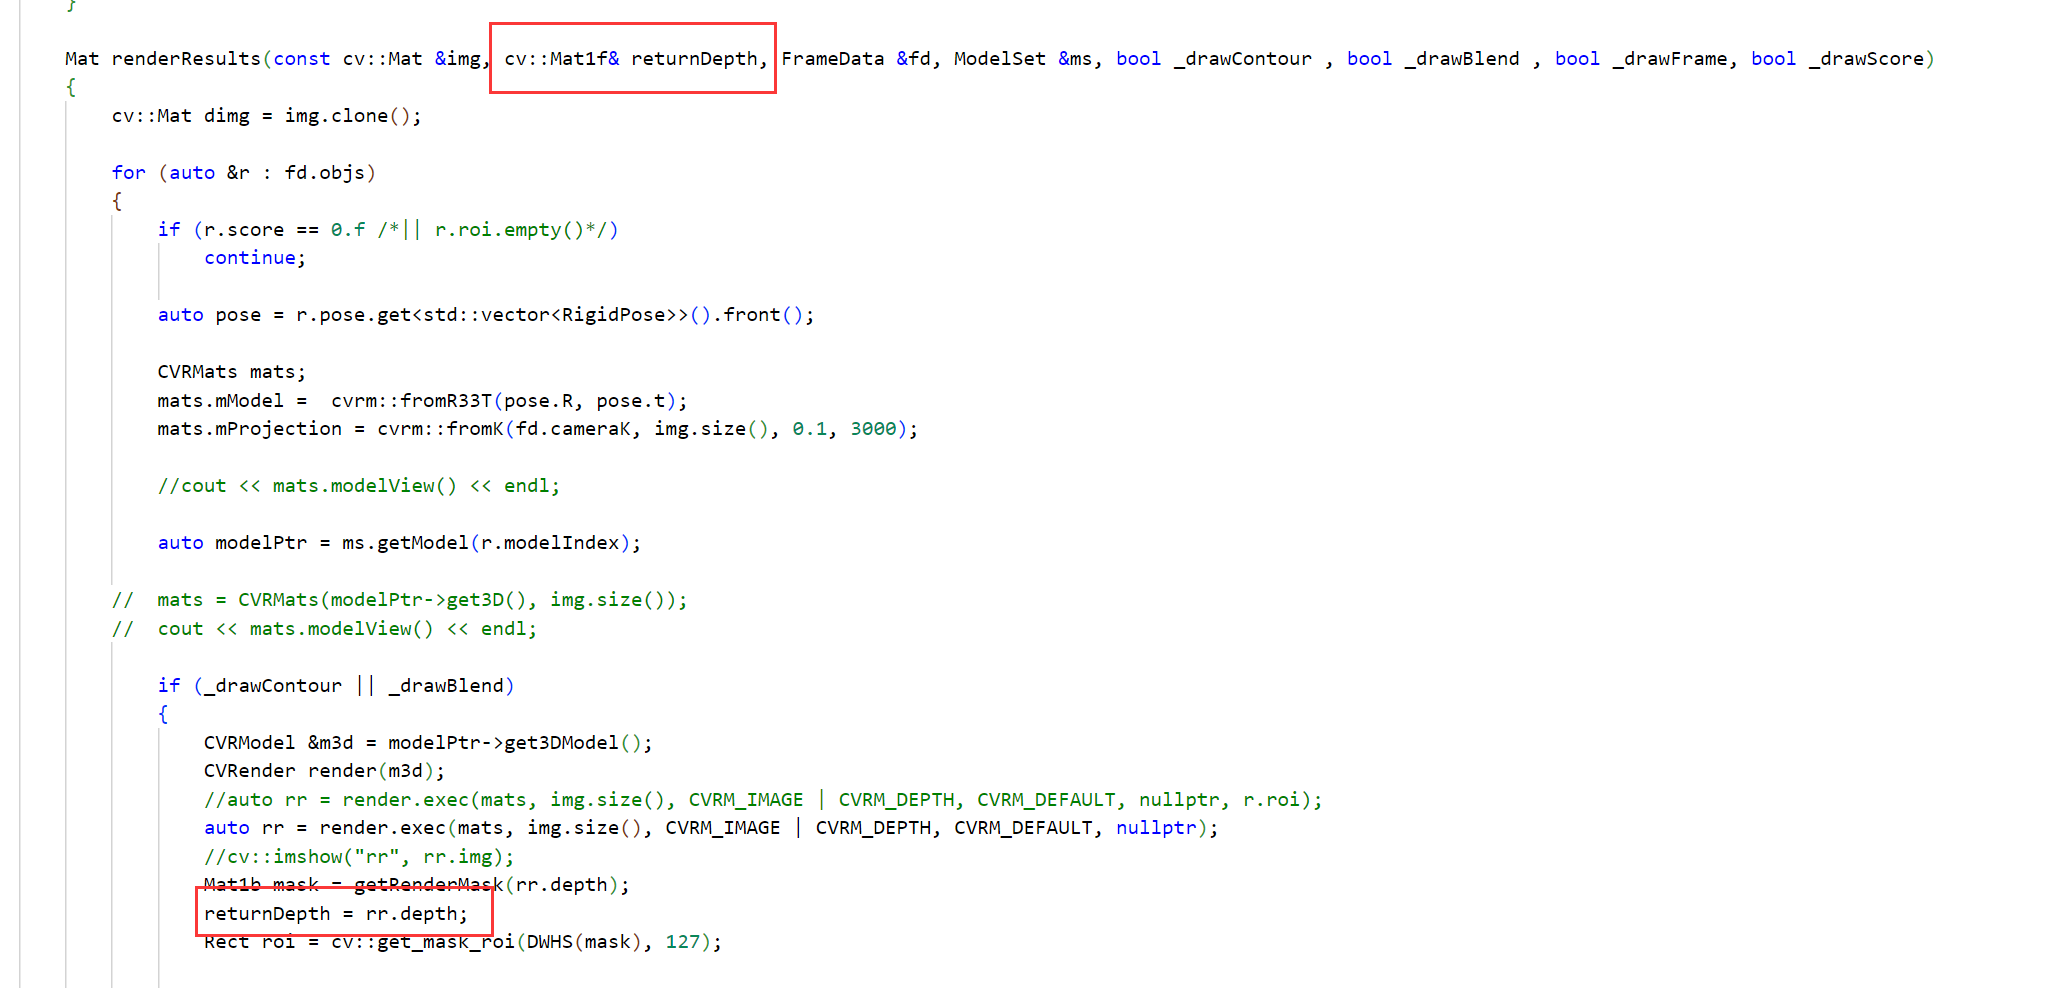 }
Mat renderResults(const cv::Mat &img, cv::Mat1f& returnDepth, FrameData &fd, ModelSet &ms, bool _drawContour , bool _drawBlend , bool _drawFrame, bool _drawScore)
{
cv::Mat dimg = img.clone();
for (auto &r : fd.objs)
{
if (r.score == 0.f /*|| r.roi.empty()*/)
continue;
auto pose = r.pose.get<std::vector<RigidPose>>().front();
CVRMats mats;
mats.mModel =  cvrm::fromR33T(pose.R, pose.t);
mats.mProjection = cvrm::fromK(fd.cameraK, img.size(), 0.1, 3000);
//cout << mats.modelView() << endl;
auto modelPtr = ms.getModel(r.modelIndex);
//  mats = CVRMats(modelPtr->get3D(), img.size());
//  cout << mats.modelView() << endl;
if (_drawContour || _drawBlend)
{
CVRModel &m3d = modelPtr->get3DModel();
CVRender render(m3d);
//auto rr = render.exec(mats, img.size(), CVRM_IMAGE | CVRM_DEPTH, CVRM_DEFAULT, nullptr, r.roi);
auto rr = render.exec(mats, img.size(), CVRM_IMAGE | CVRM_DEPTH, CVRM_DEFAULT, nullptr);
//cv::imshow("rr", rr.img);
Mat1b mask = getRenderMask(rr.depth);
returnDepth = rr.depth;
Rect roi = cv::get_mask_roi(DWHS(mask), 127);